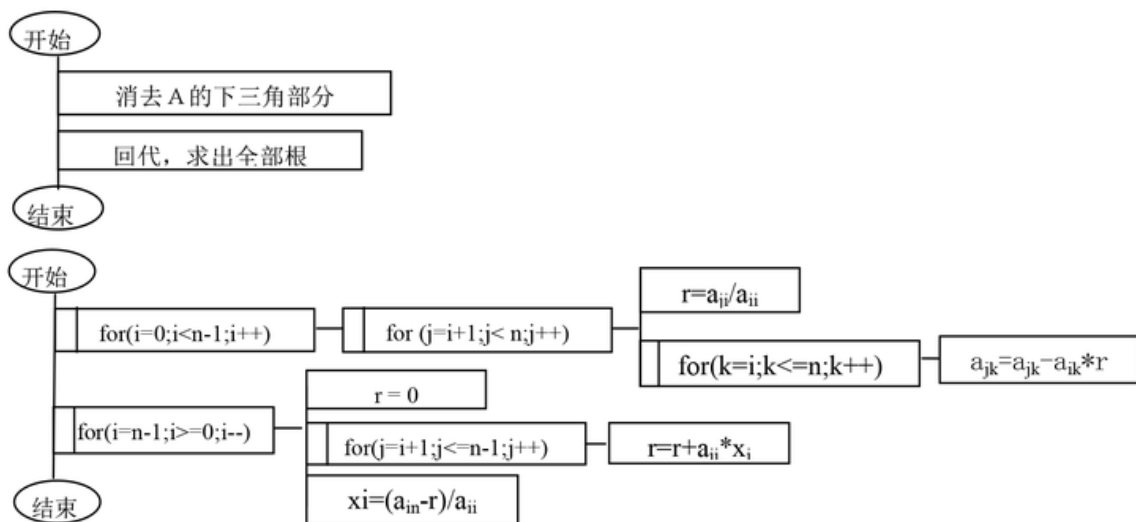 开始
消去A的下三角部分
回代，求出全部根
结束
开始
r=aji/aii
for(i=0;i<n-1;i++)
for (j=i+1;j< n;j++)
for(k=i;k<=n;k++)
ajk=ajk-aik*r
r = 0
for(i=n-1;i>=0;i--)
for(j=i+1;j<=n-1;j++)
r=r+aij*xj
xi=(ain-r)/aii
结束